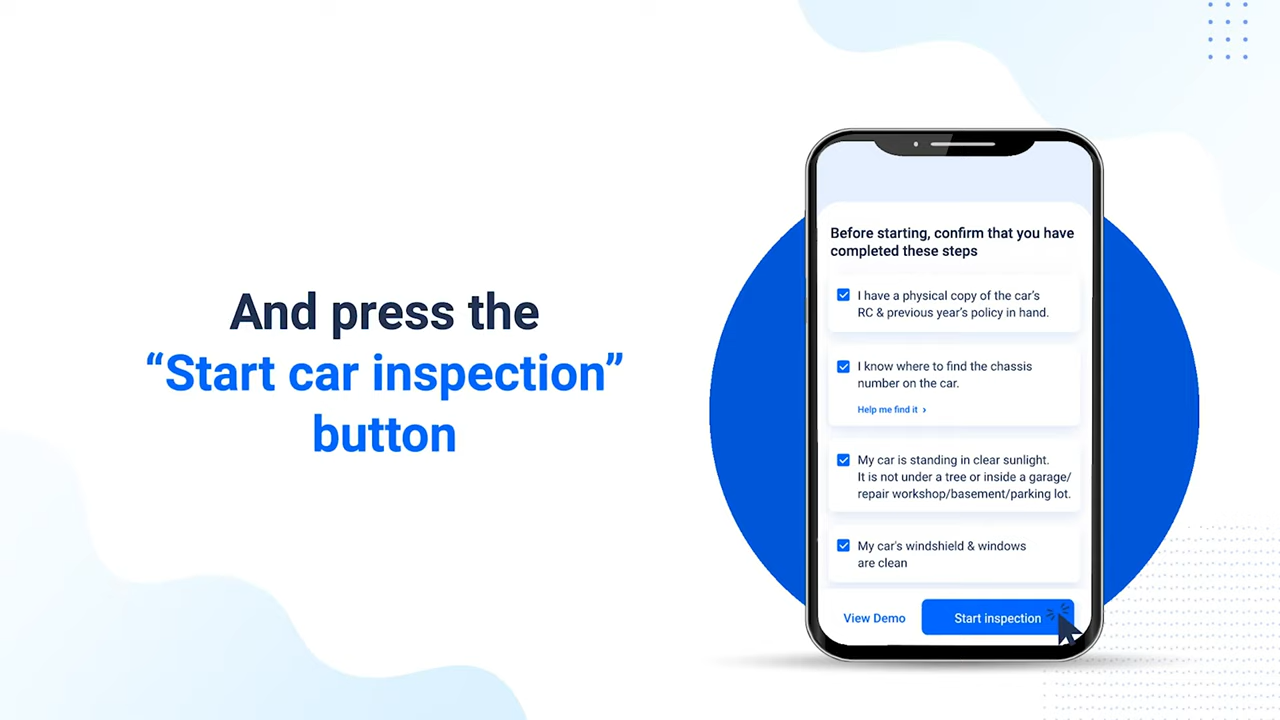 And press the
“Start car inspection”
button
Before starting, confirm that you have
completed these steps
I have a physical copy of the car’s
RC & previous year’s policy in hand.
I know where to find the chassis
number on the car.
Help me find it ›
My car is standing in clear sunlight.
It is not under a tree or inside a garage/
repair workshop/basement/parking lot.
My car's windshield & windows
are clean
View Demo
Start inspection